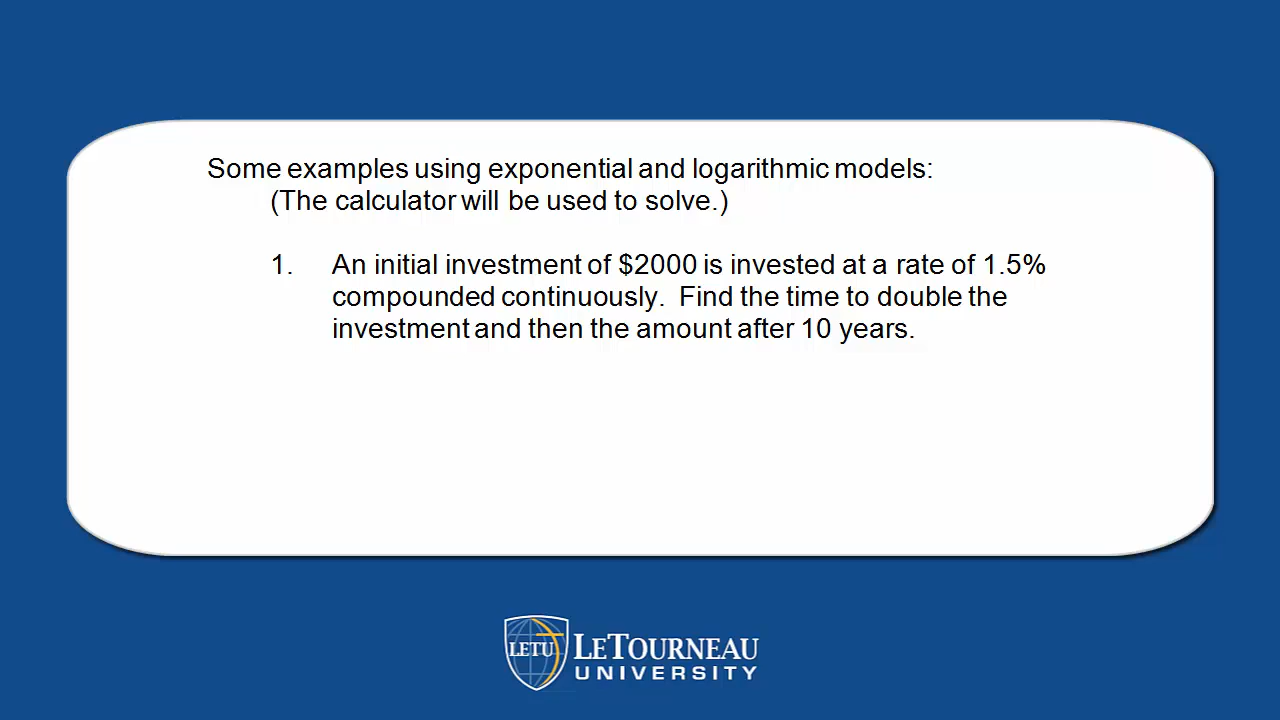 Some examples using exponential and logarithmic models:
(The calculator will be used to solve.)
1. An initial investment of $2000 is invested at a rate of 1.5%
compounded continuously. Find the time to double the
investment and then the amount after 10 years.
LETU
LETOURNEAU
UNIVERSITY